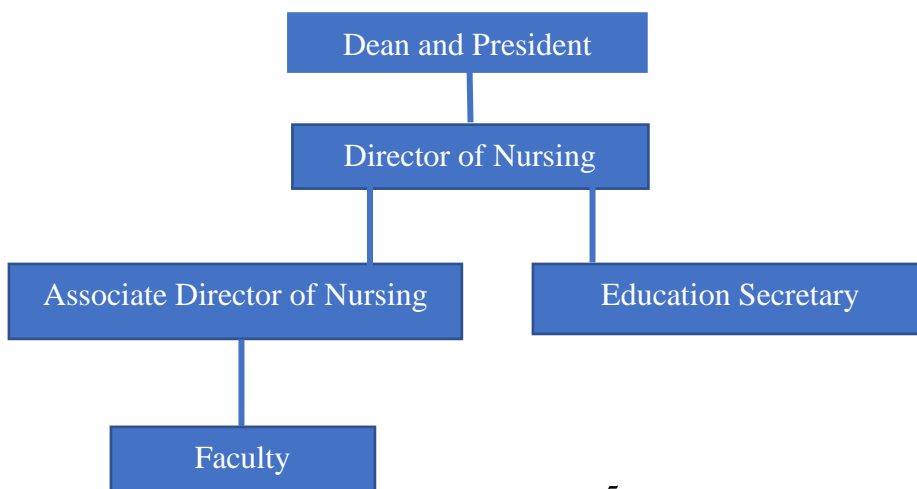 Dean and President
Director of Nursing
Associate Director of Nursing
Education Secretary
Faculty